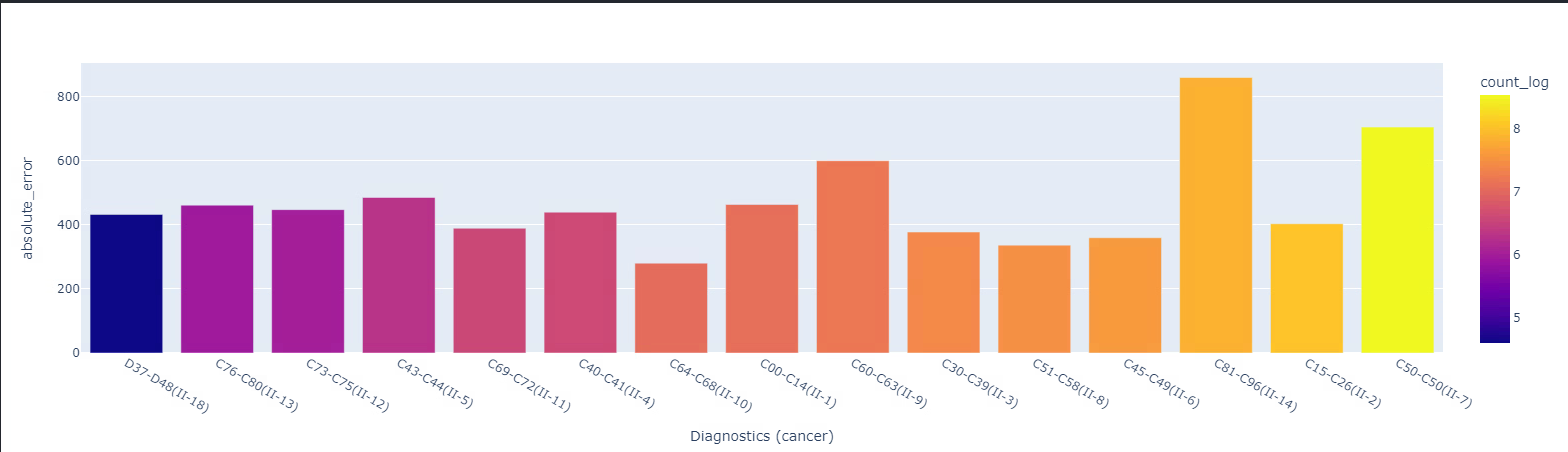 count_log
absolute_error
800
600
400
200
0
8
7
6
5
D37-D48(II-18)
C76-C80(II-13)
C73-C75(II-12)
C43-C44(II-5)
C69-C72(II-11)
C40-C41(II-4)
C64-C68(II-10)
C00-C14(II-1)
C60-C63(II-9)
C30-C39(II-3)
C51-C58(II-8)
C45-C49(II-6)
C81-C96(II-14)
C15-C26(II-2)
C50-C50(II-7)
Diagnostics (cancer)